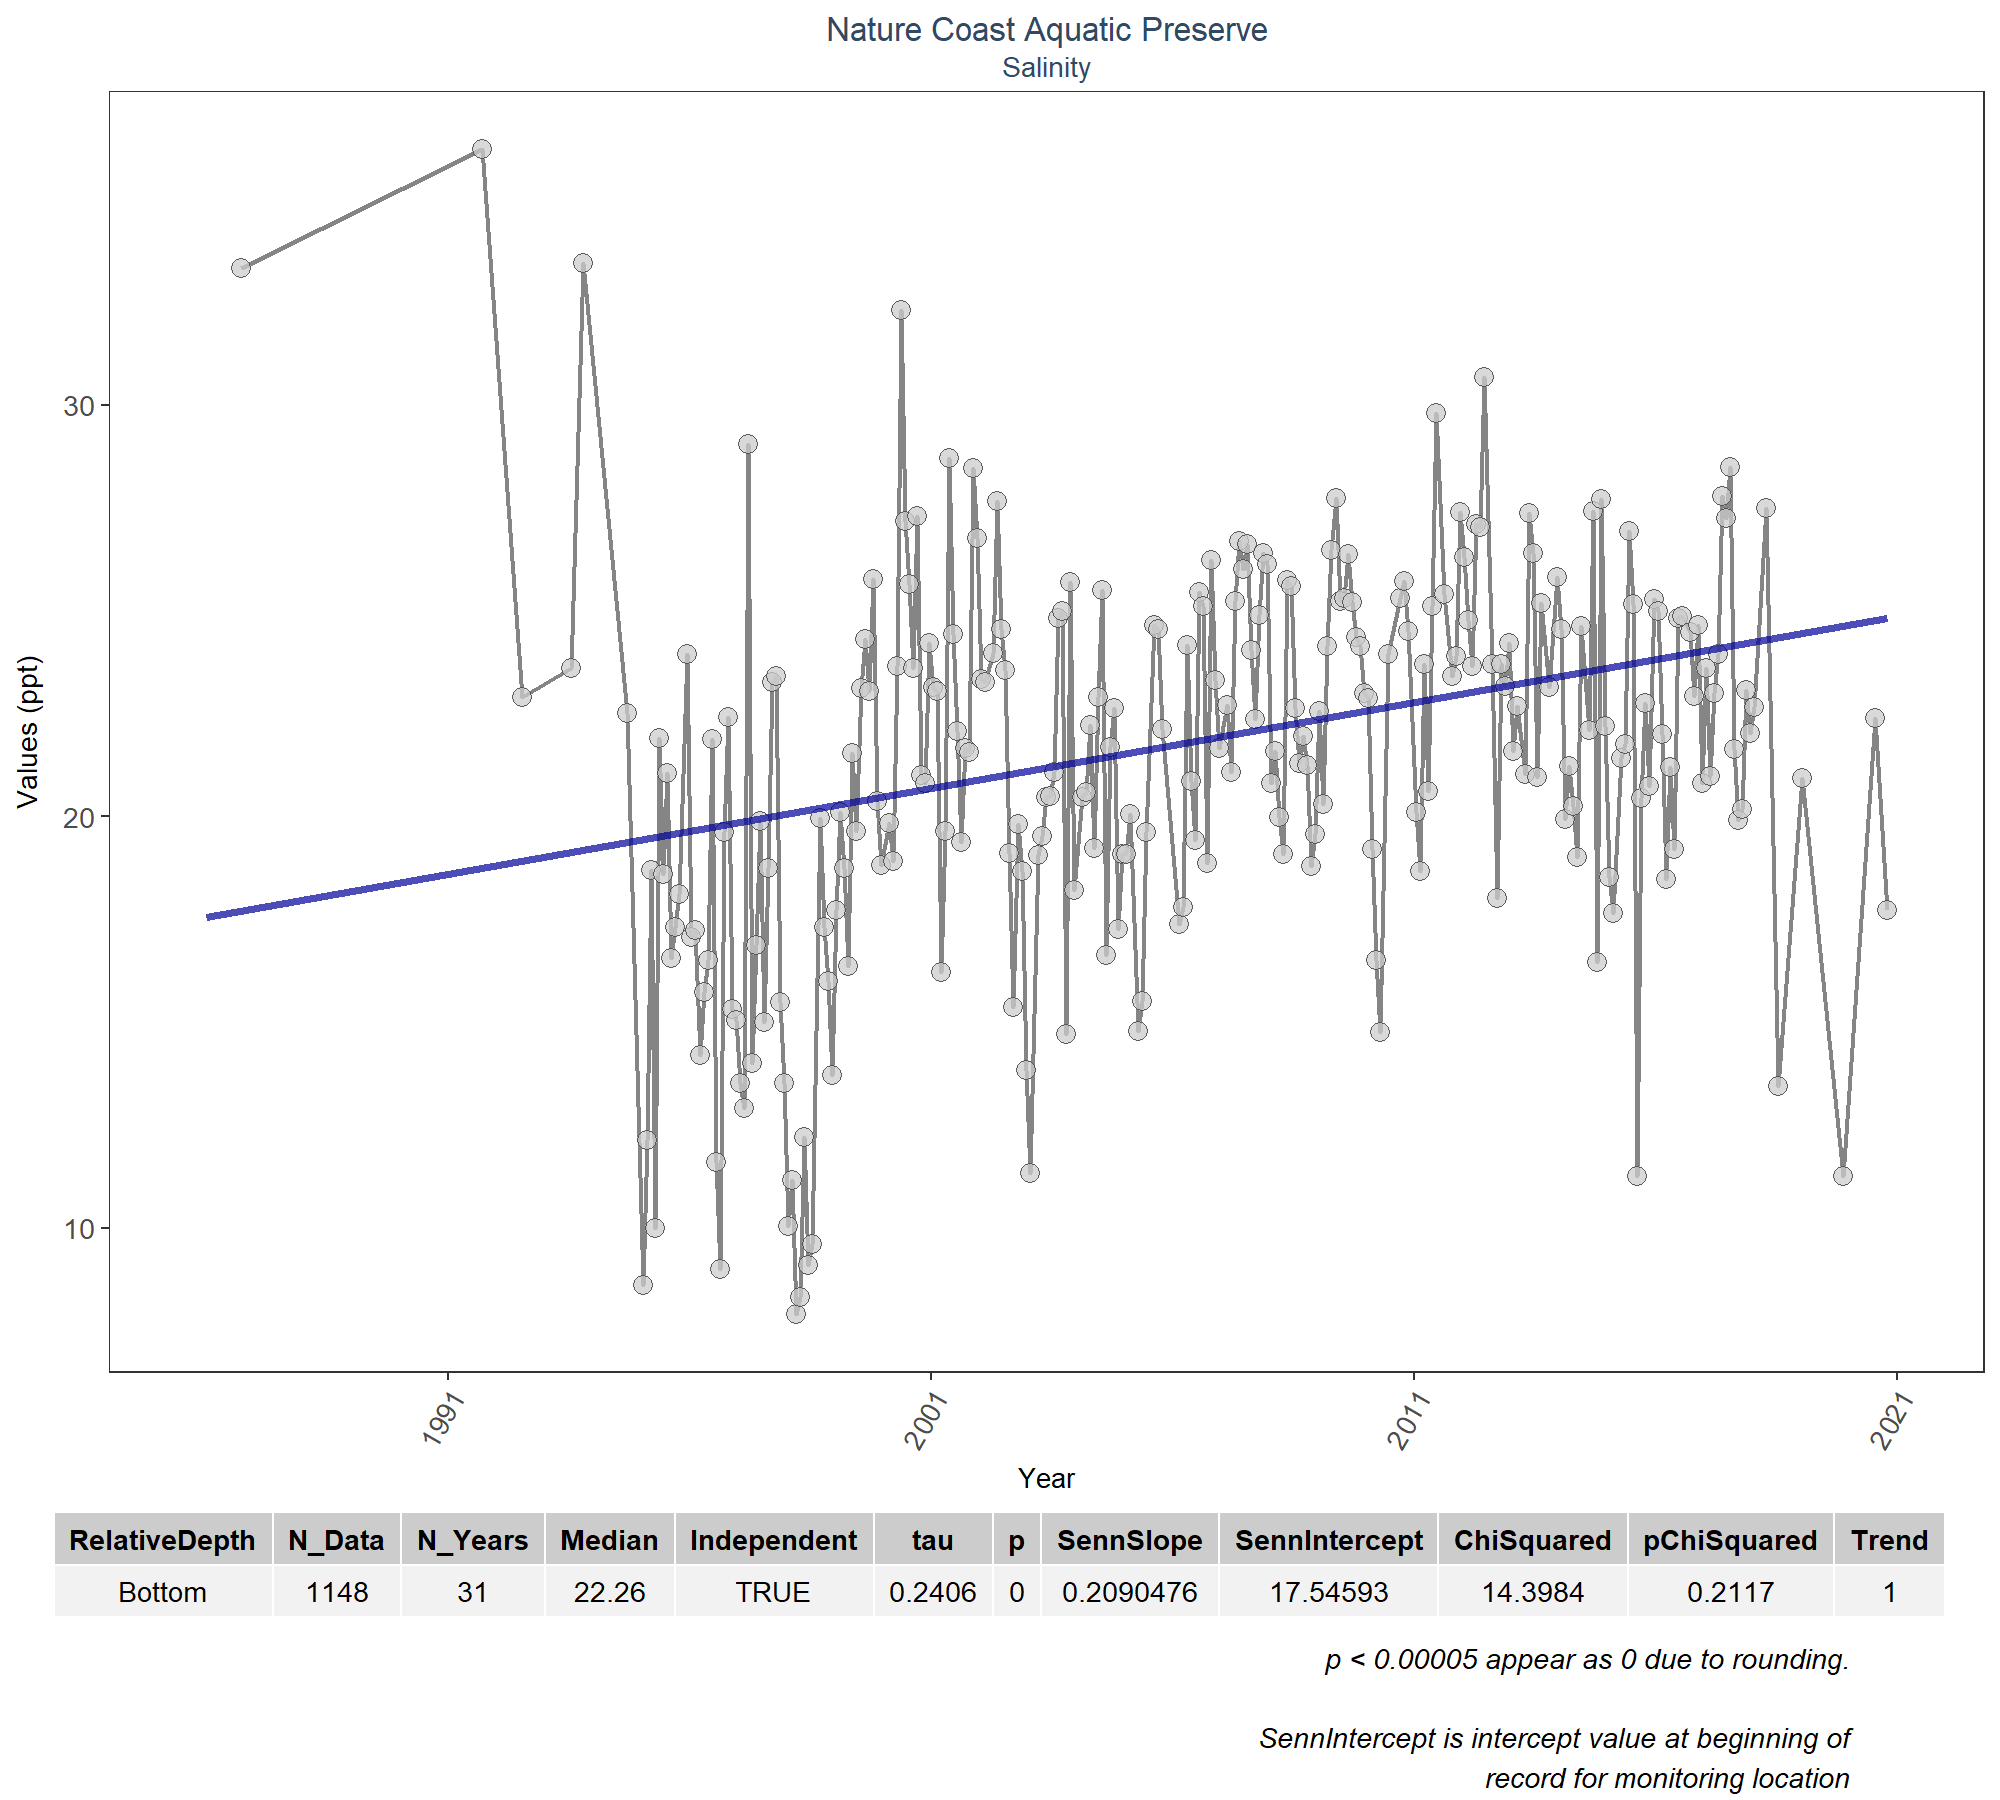 Nature Coast Aquatic Preserve
Salinity
Values (ppt)
30
20
10
1991
2001
2011
2021
Year
RelativeDepth N_Data N_Years Median Independent tau p SennSlope SennIntercept ChiSquared pChiSquared Trend
Bottom 1148 31 22.26 TRUE 0.2406 0 0.2090476 17.54593 14.3984 0.2117 1
p < 0.00005 appear as 0 due to rounding.
SennIntercept is intercept value at beginning of
record for monitoring location